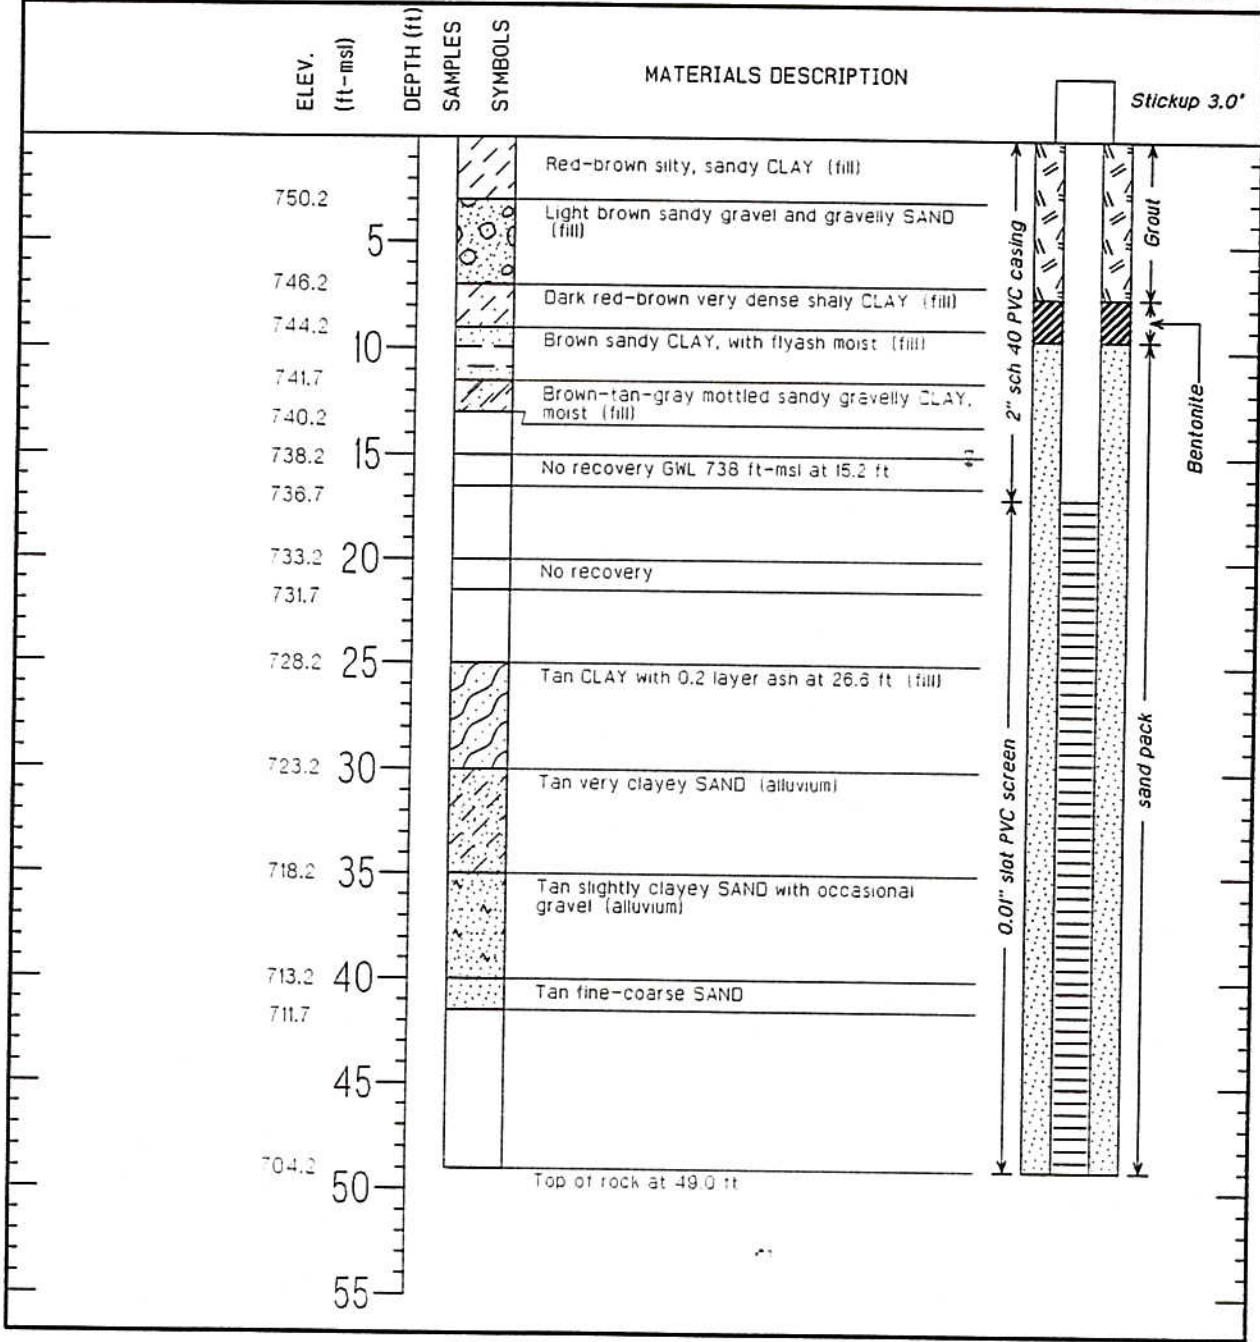 ELEV.
(ft-msl)
DEPTH (ft)
SAMPLES
SYMBOLS
MATERIALS DESCRIPTION
Stickup 3.0'
Red-brown silty, sandy CLAY (fill)
750.2
Light brown sandy gravel and gravelly SAND
(fill)
5
746.2
Dark red-brown very dense shaly CLAY (fill)
744.2
Brown sandy CLAY, with flyash moist (fill)
10
741.7
Brown-tan-gray mottled sandy gravelly CLAY,
moist (fill)
740.2
738.2
15
No recovery GWL 738 ft-msl at 15.2 ft
736.7
733.2
20
No recovery
731.7
728.2
25
Tan CLAY with 0.2 layer ash at 26.6 ft (fill)
723.2
30
Tan very clayey SAND (alluvium)
718.2
35
Tan slightly clayey SAND with occasional
gravel (alluvium)
713.2
40
Tan fine-coarse SAND
711.7
45
704.2
50
Top of rock at 49.0 ft
55
2" sch 40 PVC casing
0.01" slot PVC screen
Grout
Bentonite
sand pack